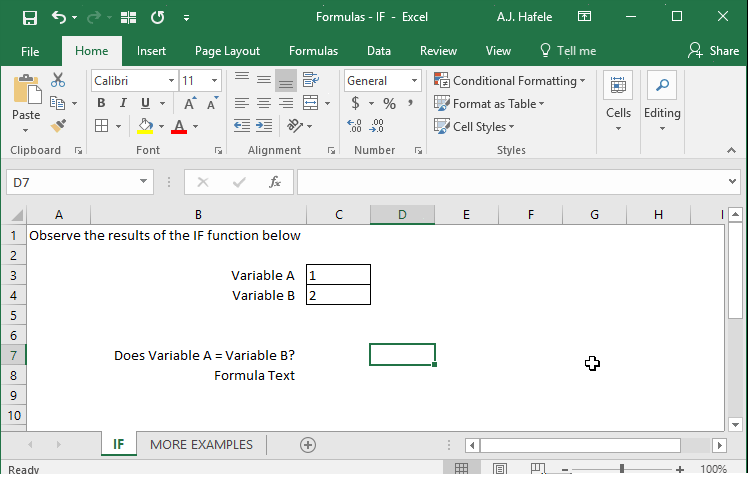 Formulas - IF - Excel A.J. Hafele
File Home Insert Page Layout Formulas Data Review View Tell me Share
Calibri 11 General Conditional Formatting
Paste B I U A A $ % , Format as Table Cells Editing
A .00 .0 Cell Styles
Clipboard Font Alignment Number Styles
D7 fx
A B C D E F G H I
1 Observe the results of the IF function below
2
3 Variable A 1
4 Variable B 2
5
6
7 Does Variable A = Variable B?
8 Formula Text
9
10
IF MORE EXAMPLES
Ready 100%